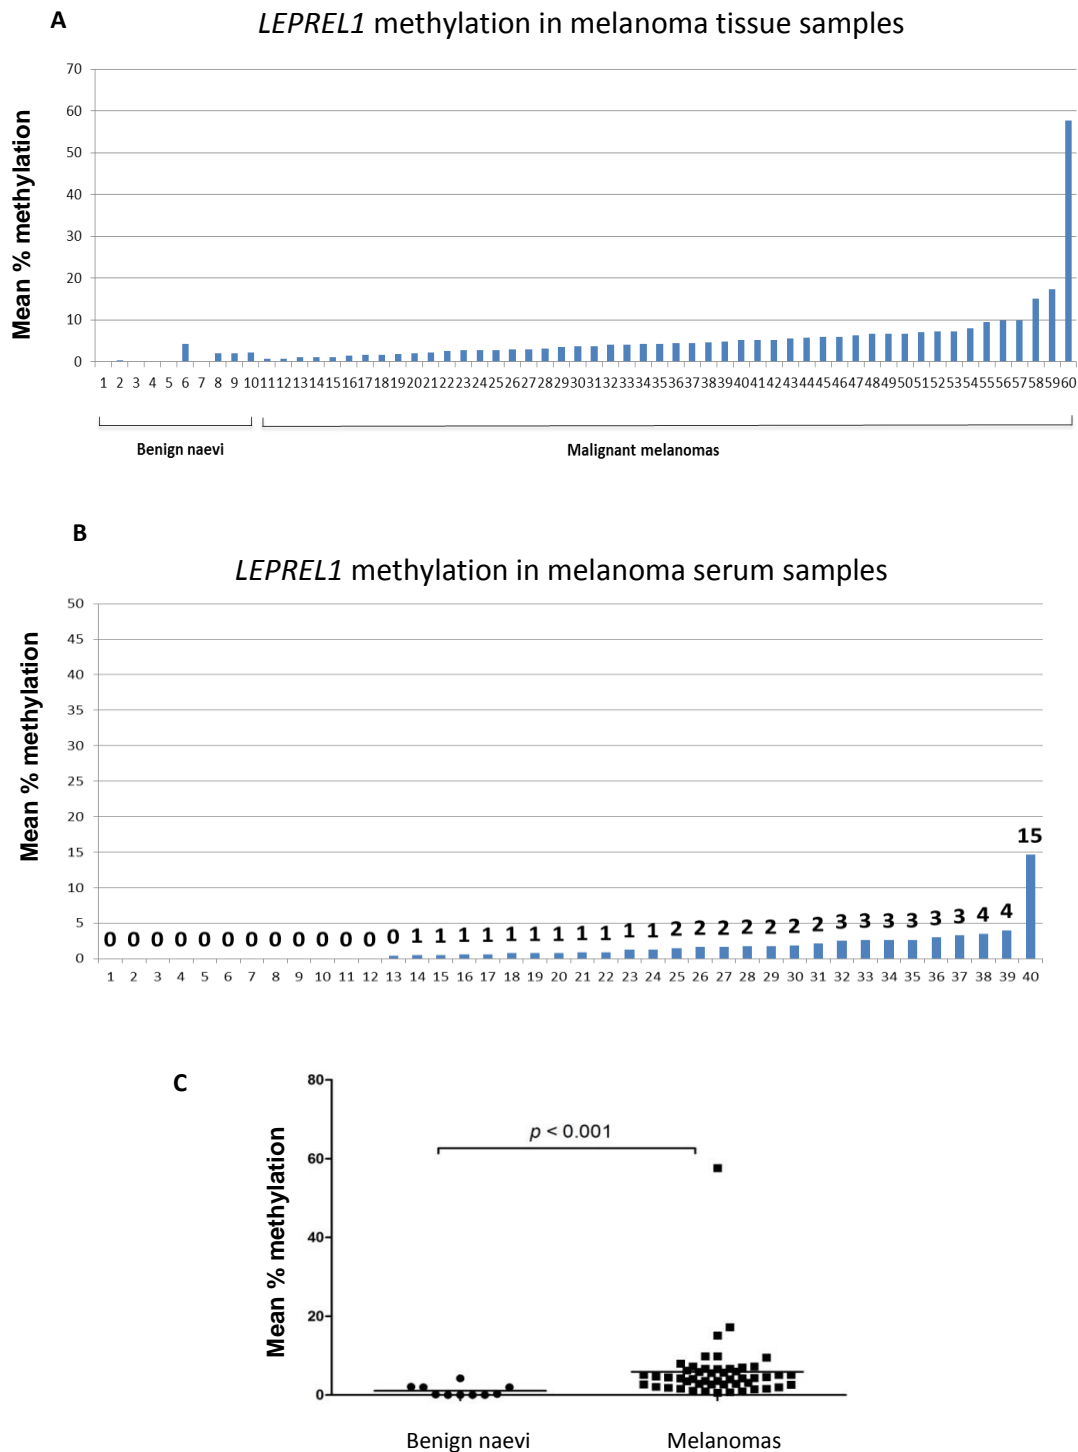 A
LEPREL1 methylation in melanoma tissue samples
Mean % methylation
70
60
50
40
30
20
10
0
1 2 3 4 5 6 7 8 9 10 11 12 13 14 15 16 17 18 19 20 21 22 23 24 25 26 27 28 29 30 31 32 33 34 35 36 37 38 39 40 41 42 43 44 45 46 47 48 49 50 51 52 53 54 55 56 57 58 59 60
Benign naevi Malignant melanomas
B
LEPREL1 methylation in melanoma serum samples
Mean % methylation
50
45
40
35
30
25
20
15
10
5
0
0 0 0 0 0 0 0 0 0 0 0 0 0 1 1 1 1 1 1 1 1 1 1 1 2 2 2 2 2 2 2 3 3 3 3 3 3 4 4 15
1 2 3 4 5 6 7 8 9 10 11 12 13 14 15 16 17 18 19 20 21 22 23 24 25 26 27 28 29 30 31 32 33 34 35 36 37 38 39 40
C
Mean % methylation
80
60
40
20
0
p < 0.001
Benign naevi Melanomas